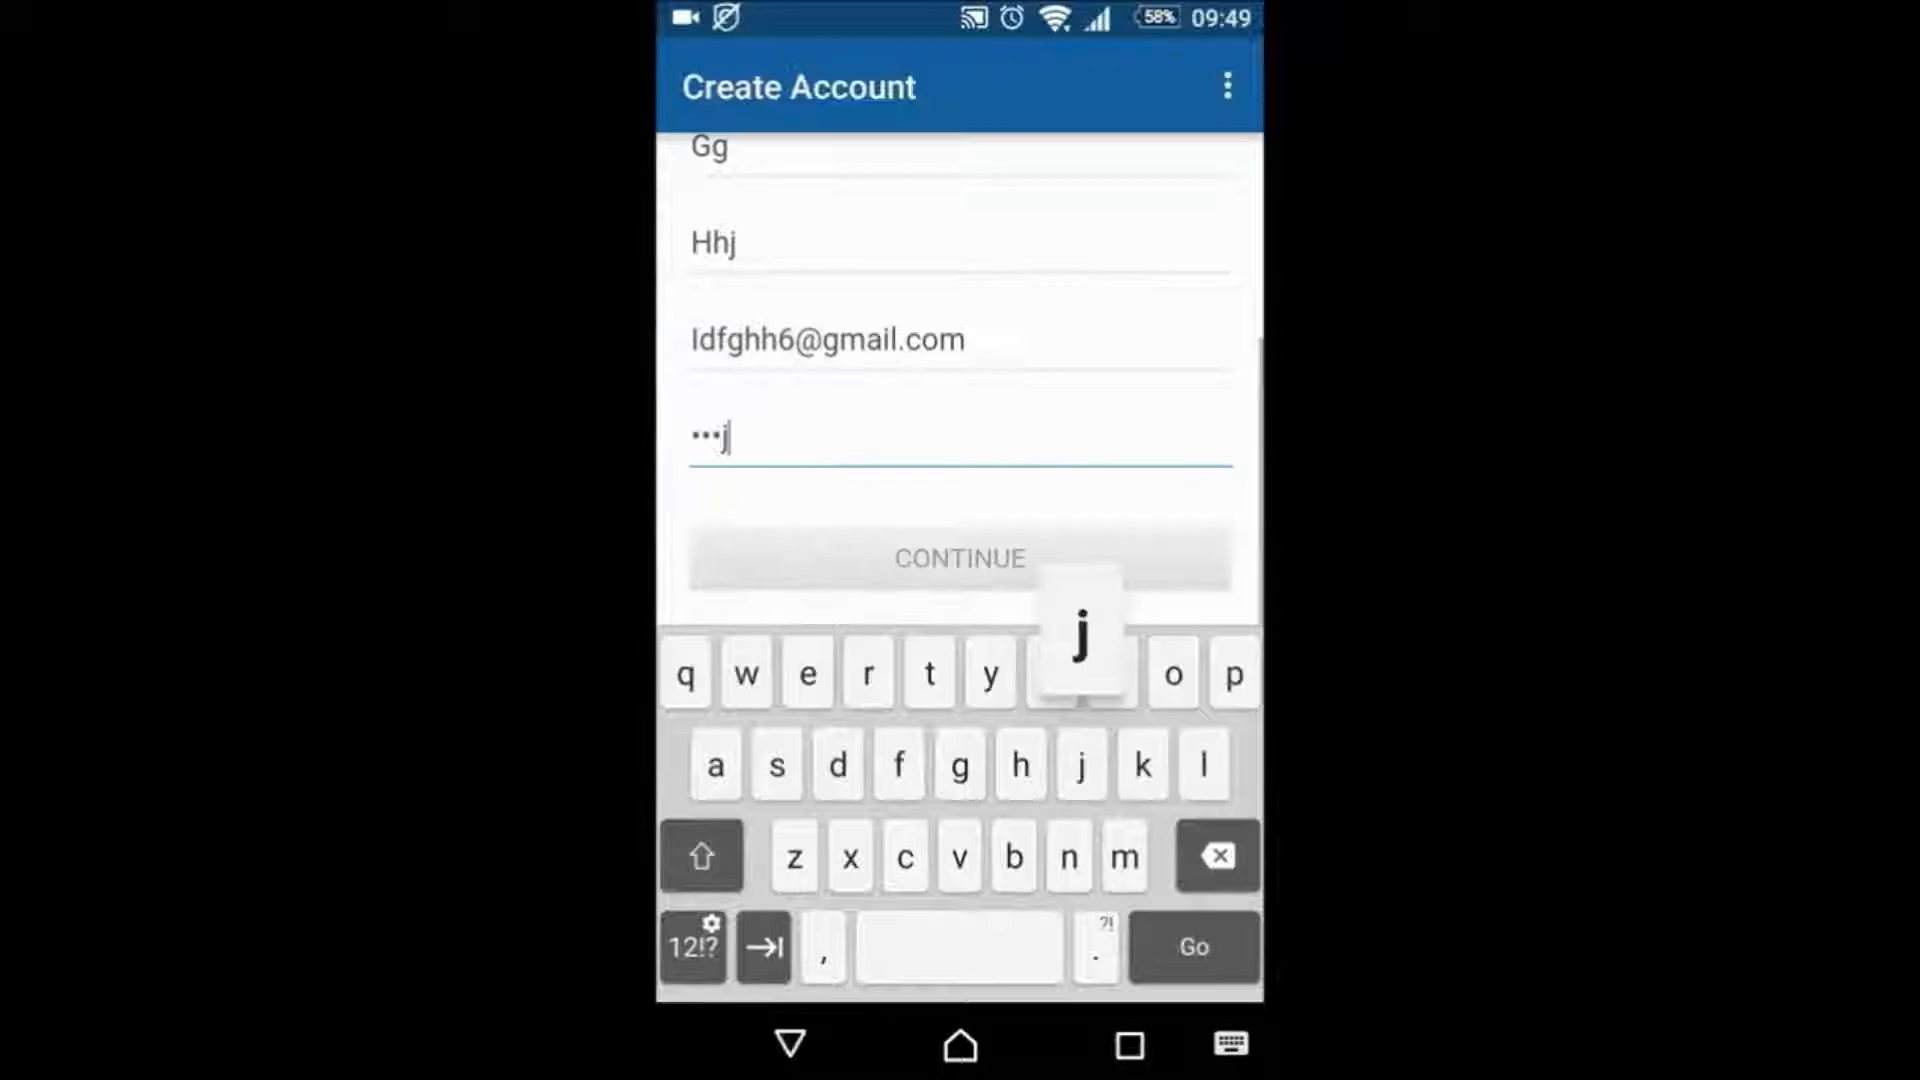 58% 09:49
Create Account
Gg
Hhj
Idfghh6@gmail.com
•••j
CONTINUE
j
q w e r t y o p
a s d f g h j k l
z x c v b n m
12!? , ?! . Go